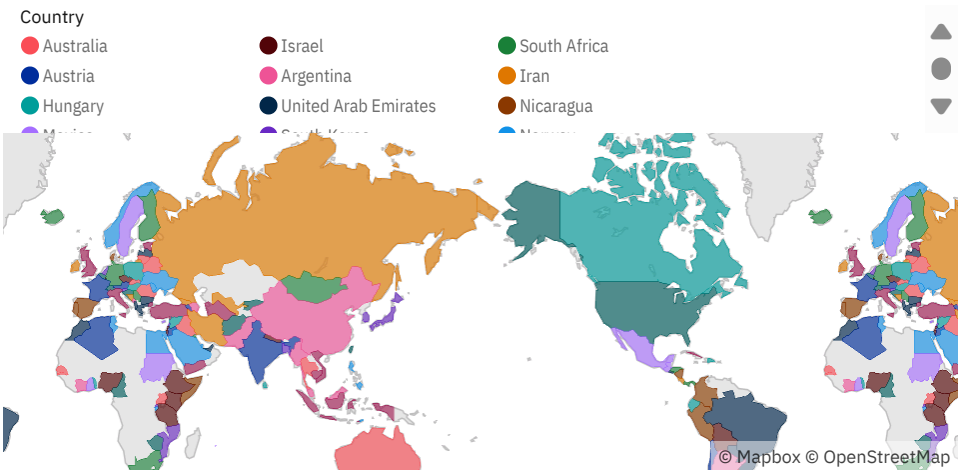 Country
Australia
Israel
South Africa
Austria
Argentina
Iran
Hungary
United Arab Emirates
Nicaragua
© Mapbox © OpenStreetMap